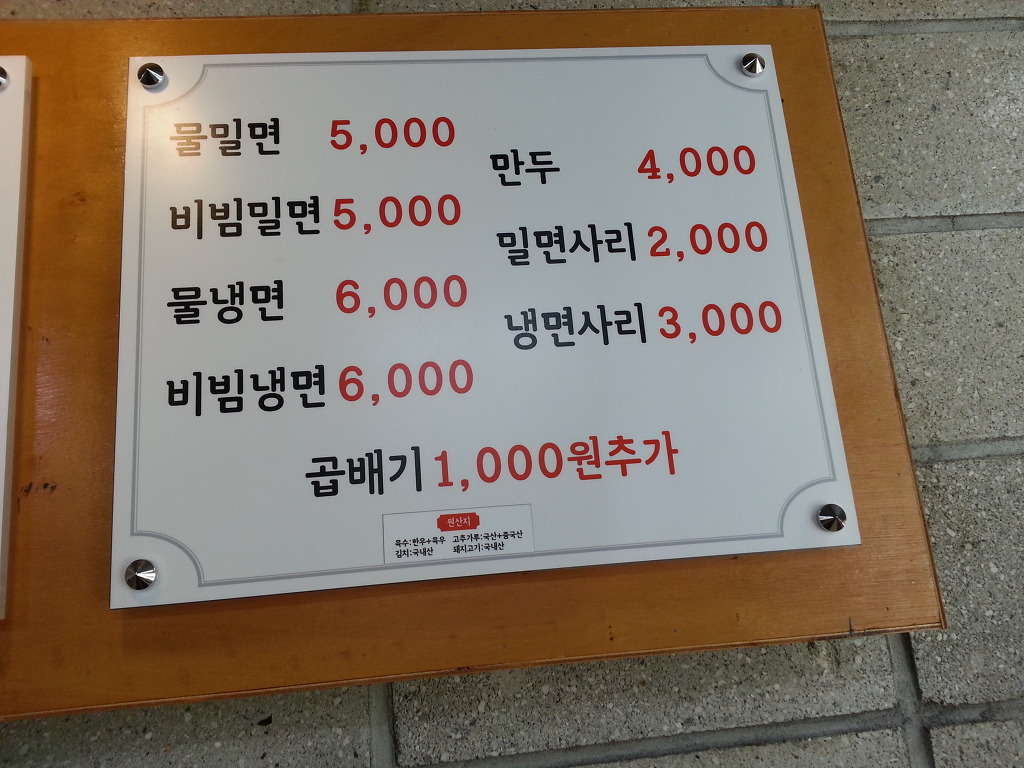 물밀면 5,000
비빔밀면 5,000
물냉면 6,000
비빔냉면 6,000
만두 4,000
밀면사리 2,000
냉면사리 3,000
곱배기 1,000원추가
원산지
육수:한우+육우 고추가루:국산+중국산
김치:국내산 돼지고기:국내산